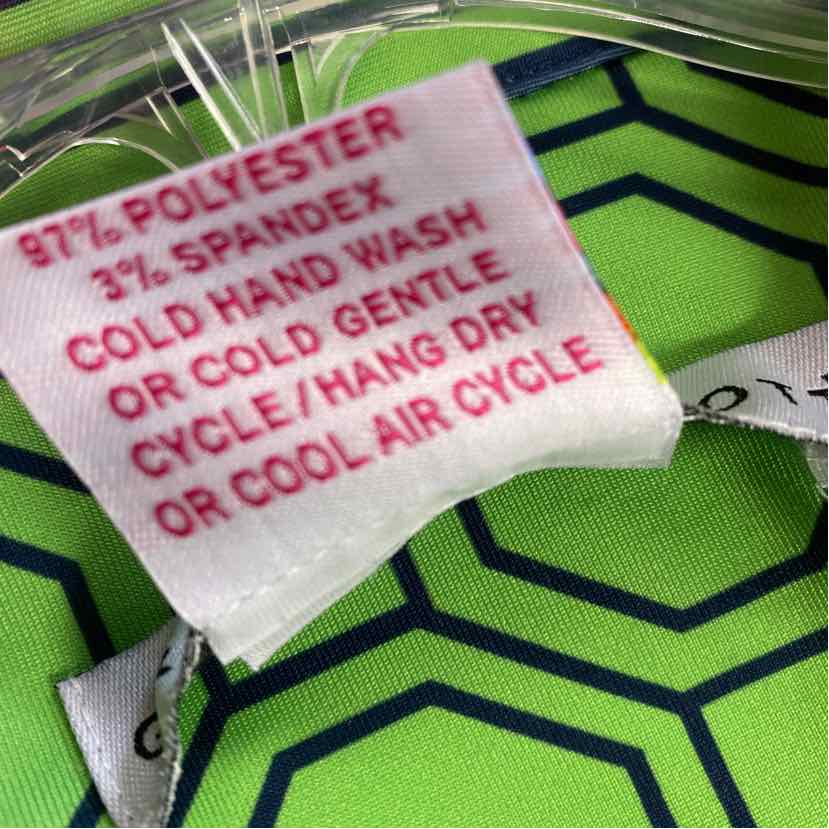 97% POLYESTER
3% SPANDEX
COLD HAND WASH
OR COLD GENTLE
CYCLE/HANG DRY
OR COOL AIR CYCLE